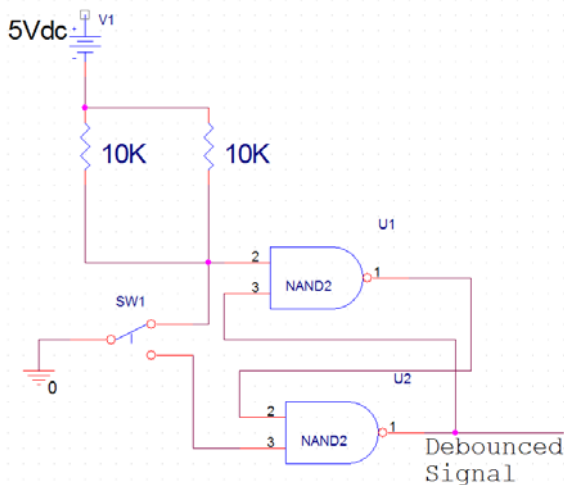 V1
5Vdc
+
-
10K
10K
U1
2
1
NAND2
3
SW1
0
U2
2
1
NAND2
3
Debounced
Signal